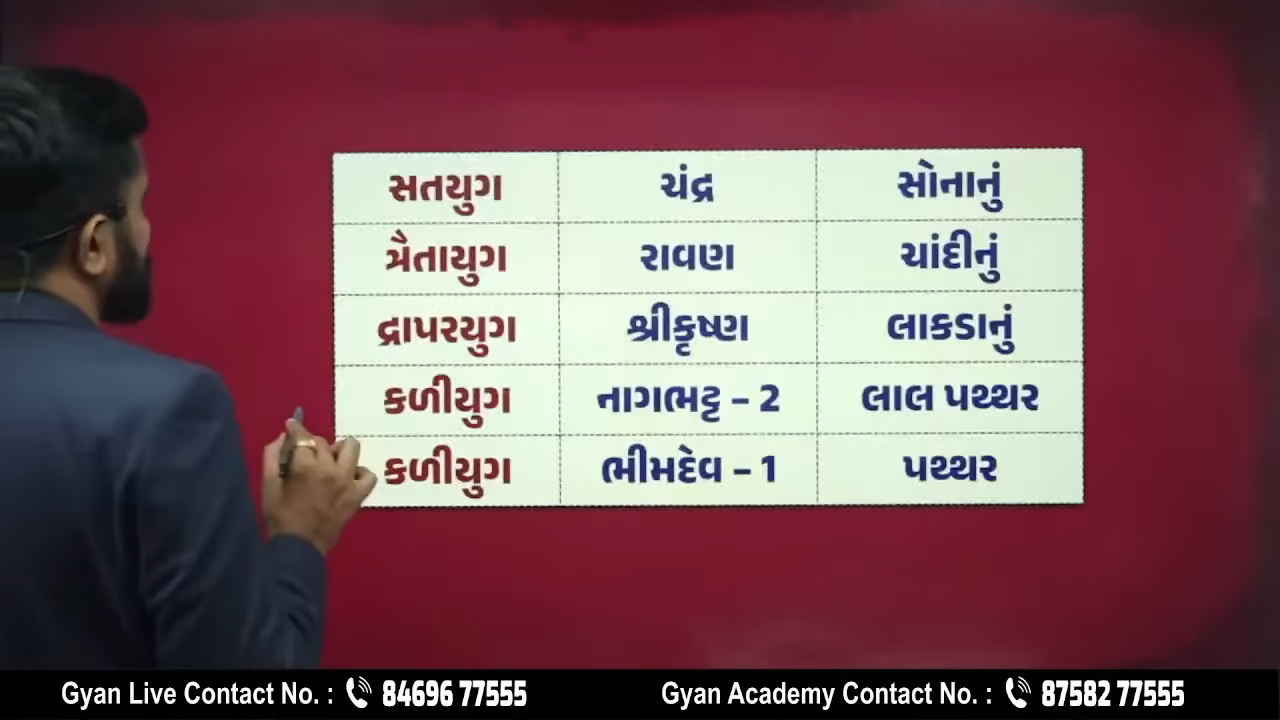 સતયુગ ચંદ્ર સોનાનું
ત્રૈતાયુગ રાવણ ચાંદીનું
દ્રાપરયુગ શ્રીકૃષ્ણ લાકડાનું
કળીયુગ નાગભટ્ટ – 2 લાલ પથ્થર
કળીયુગ ભીમદેવ – 1 પથ્થર
Gyan Live Contact No. : 84696 77555 Gyan Academy Contact No. : 87582 77555